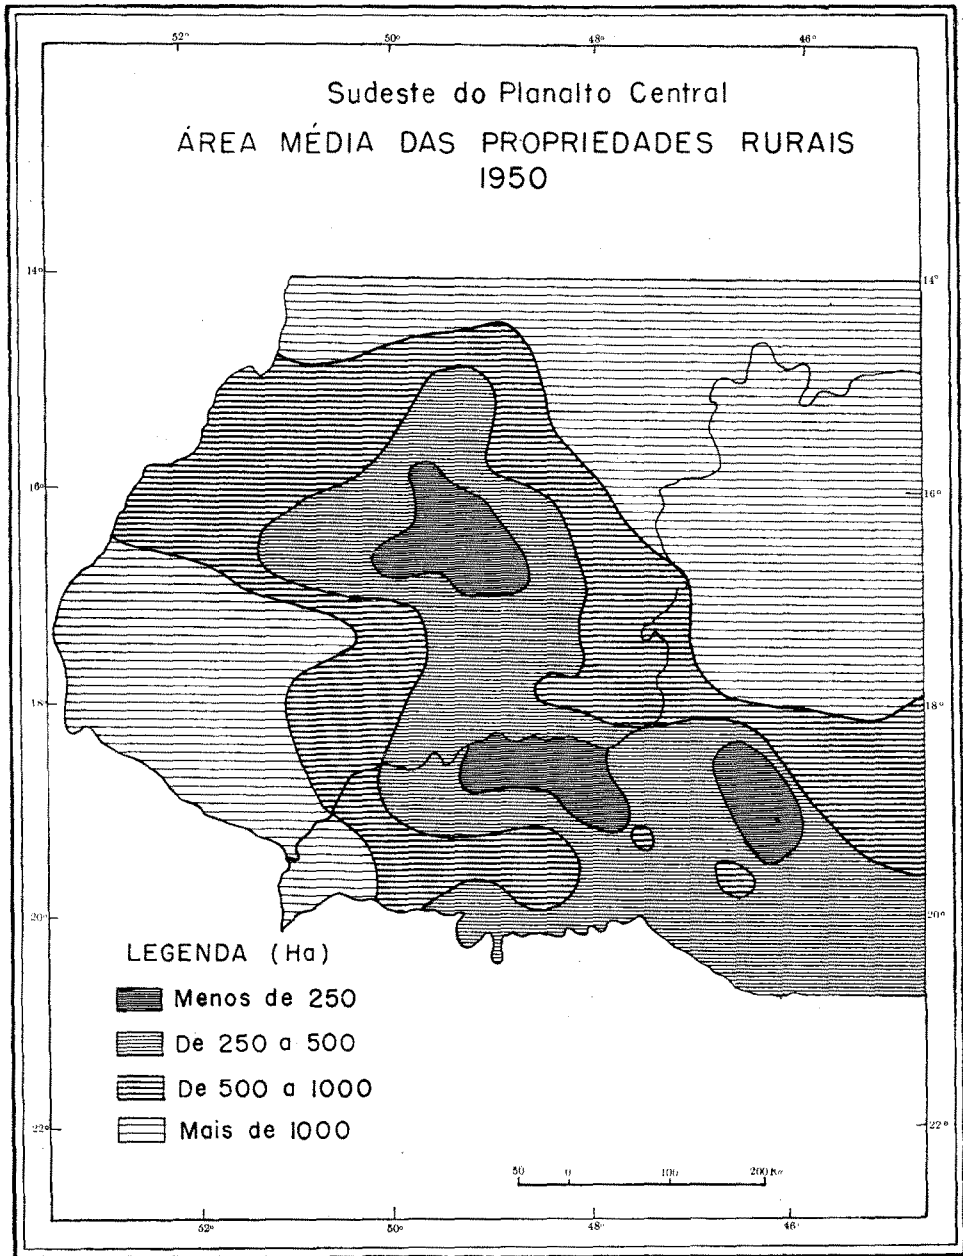 52° 50° 48° 46°
Sudeste do Planalto Central
ÁREA MÉDIA DAS PROPRIEDADES RURAIS
1950
14° 14°
16° 16°
18° 18°
20° 20°
LEGENDA (Ha)
Menos de 250
De 250 a 500
De 500 a 1000
Mais de 1000
22° 22°
50 0 100 200 Km
52° 50° 48° 46°